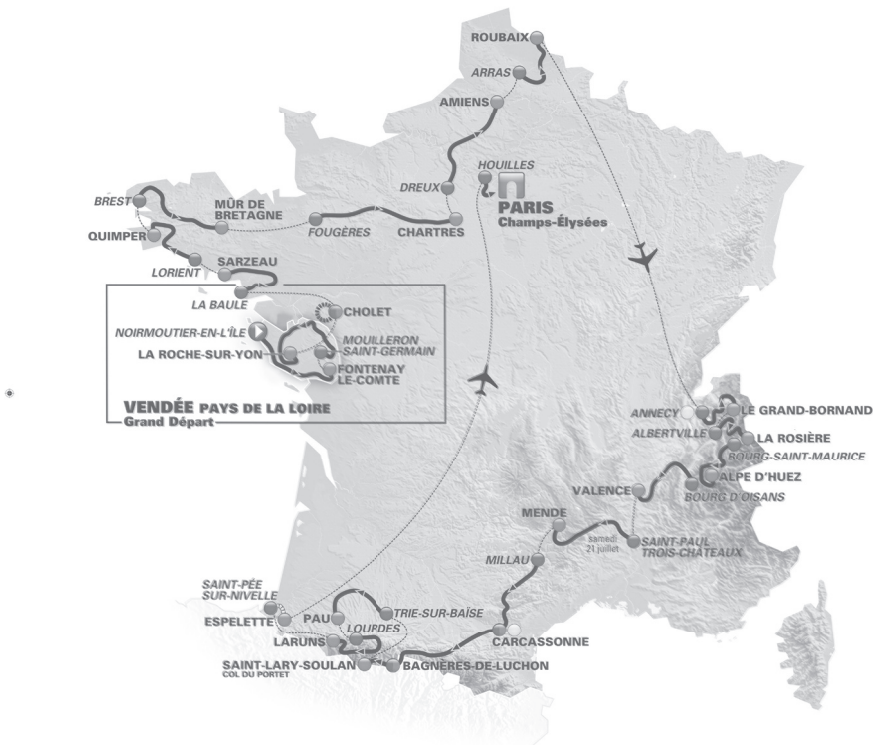 ROUBAIX
ARRAS
AMIENS
HOUILLES
DREUX
PARIS
Champs-Élysées
BREST
MÛR DE
BRETAGNE
FOUGÈRES
CHARTRES
QUIMPER
LORIENT
SARZEAU
LA BAULE
CHOLET
NOIRMOUTIER-EN-L'ÎLE
MOUILLERON
SAINT-GERMAIN
LA ROCHE-SUR-YON
FONTENAY
LE-COMTE
VENDÉE PAYS DE LA LOIRE
Grand Départ
ANNECY
LE GRAND-BORNAND
ALBERTVILLE
LA ROSIÈRE
BOURG-SAINT-MAURICE
ALPE D'HUEZ
VALENCE
BOURG D'OISANS
MENDE
samedi
21 juillet
SAINT-PAUL
TROIS-CHÂTEAUX
MILLAU
SAINT-PÉE
SUR-NIVELLE
ESPELETTE
PAU
TRIE-SUR-BAÏSE
LOURDES
LARUNS
CARCASSONNE
SAINT-LARY-SOULAN
COL DU PORTET
BAGNÈRES-DE-LUCHON